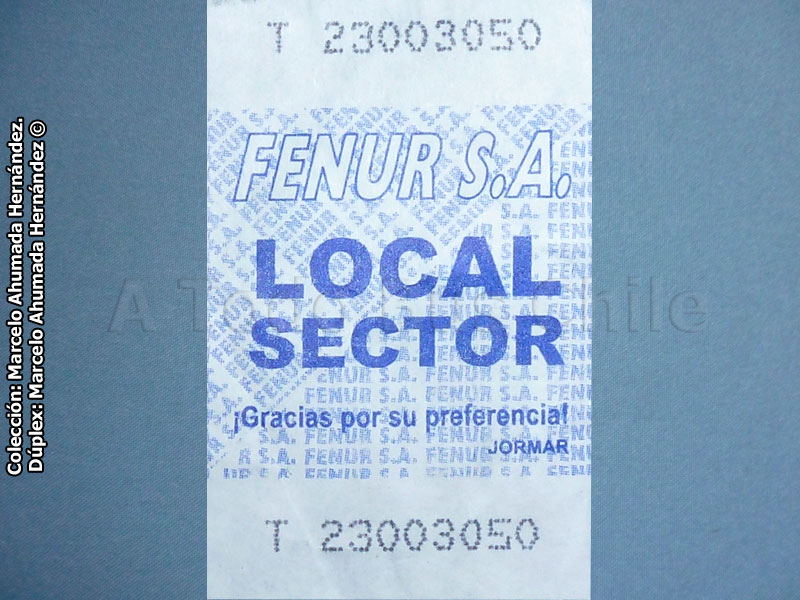 Colección: Marcelo Ahumada Hernández.
Dúplex: Marcelo Ahumada Hernández ©
T 23003050
FENUR S.A.
LOCAL
SECTOR
¡Gracias por su preferencia!
JORMAR
T 23003050